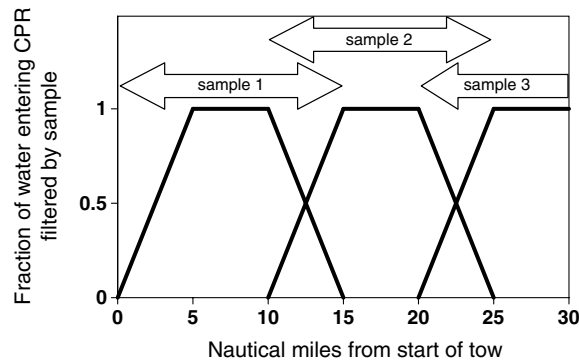 Fraction of water entering CPR
filtered by sample
sample 2
sample 1
sample 3
1
0.5
0
0 5 10 15 20 25 30
Nautical miles from start of tow